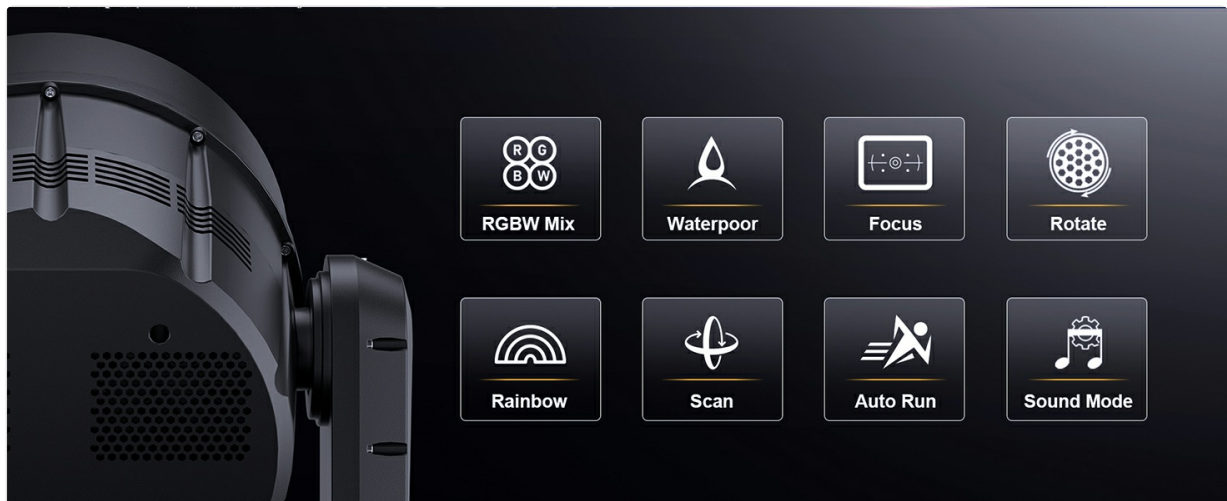 R G
B W
RGBW Mix
Waterpoor
Focus
Rotate
Rainbow
Scan
Auto Run
Sound Mode